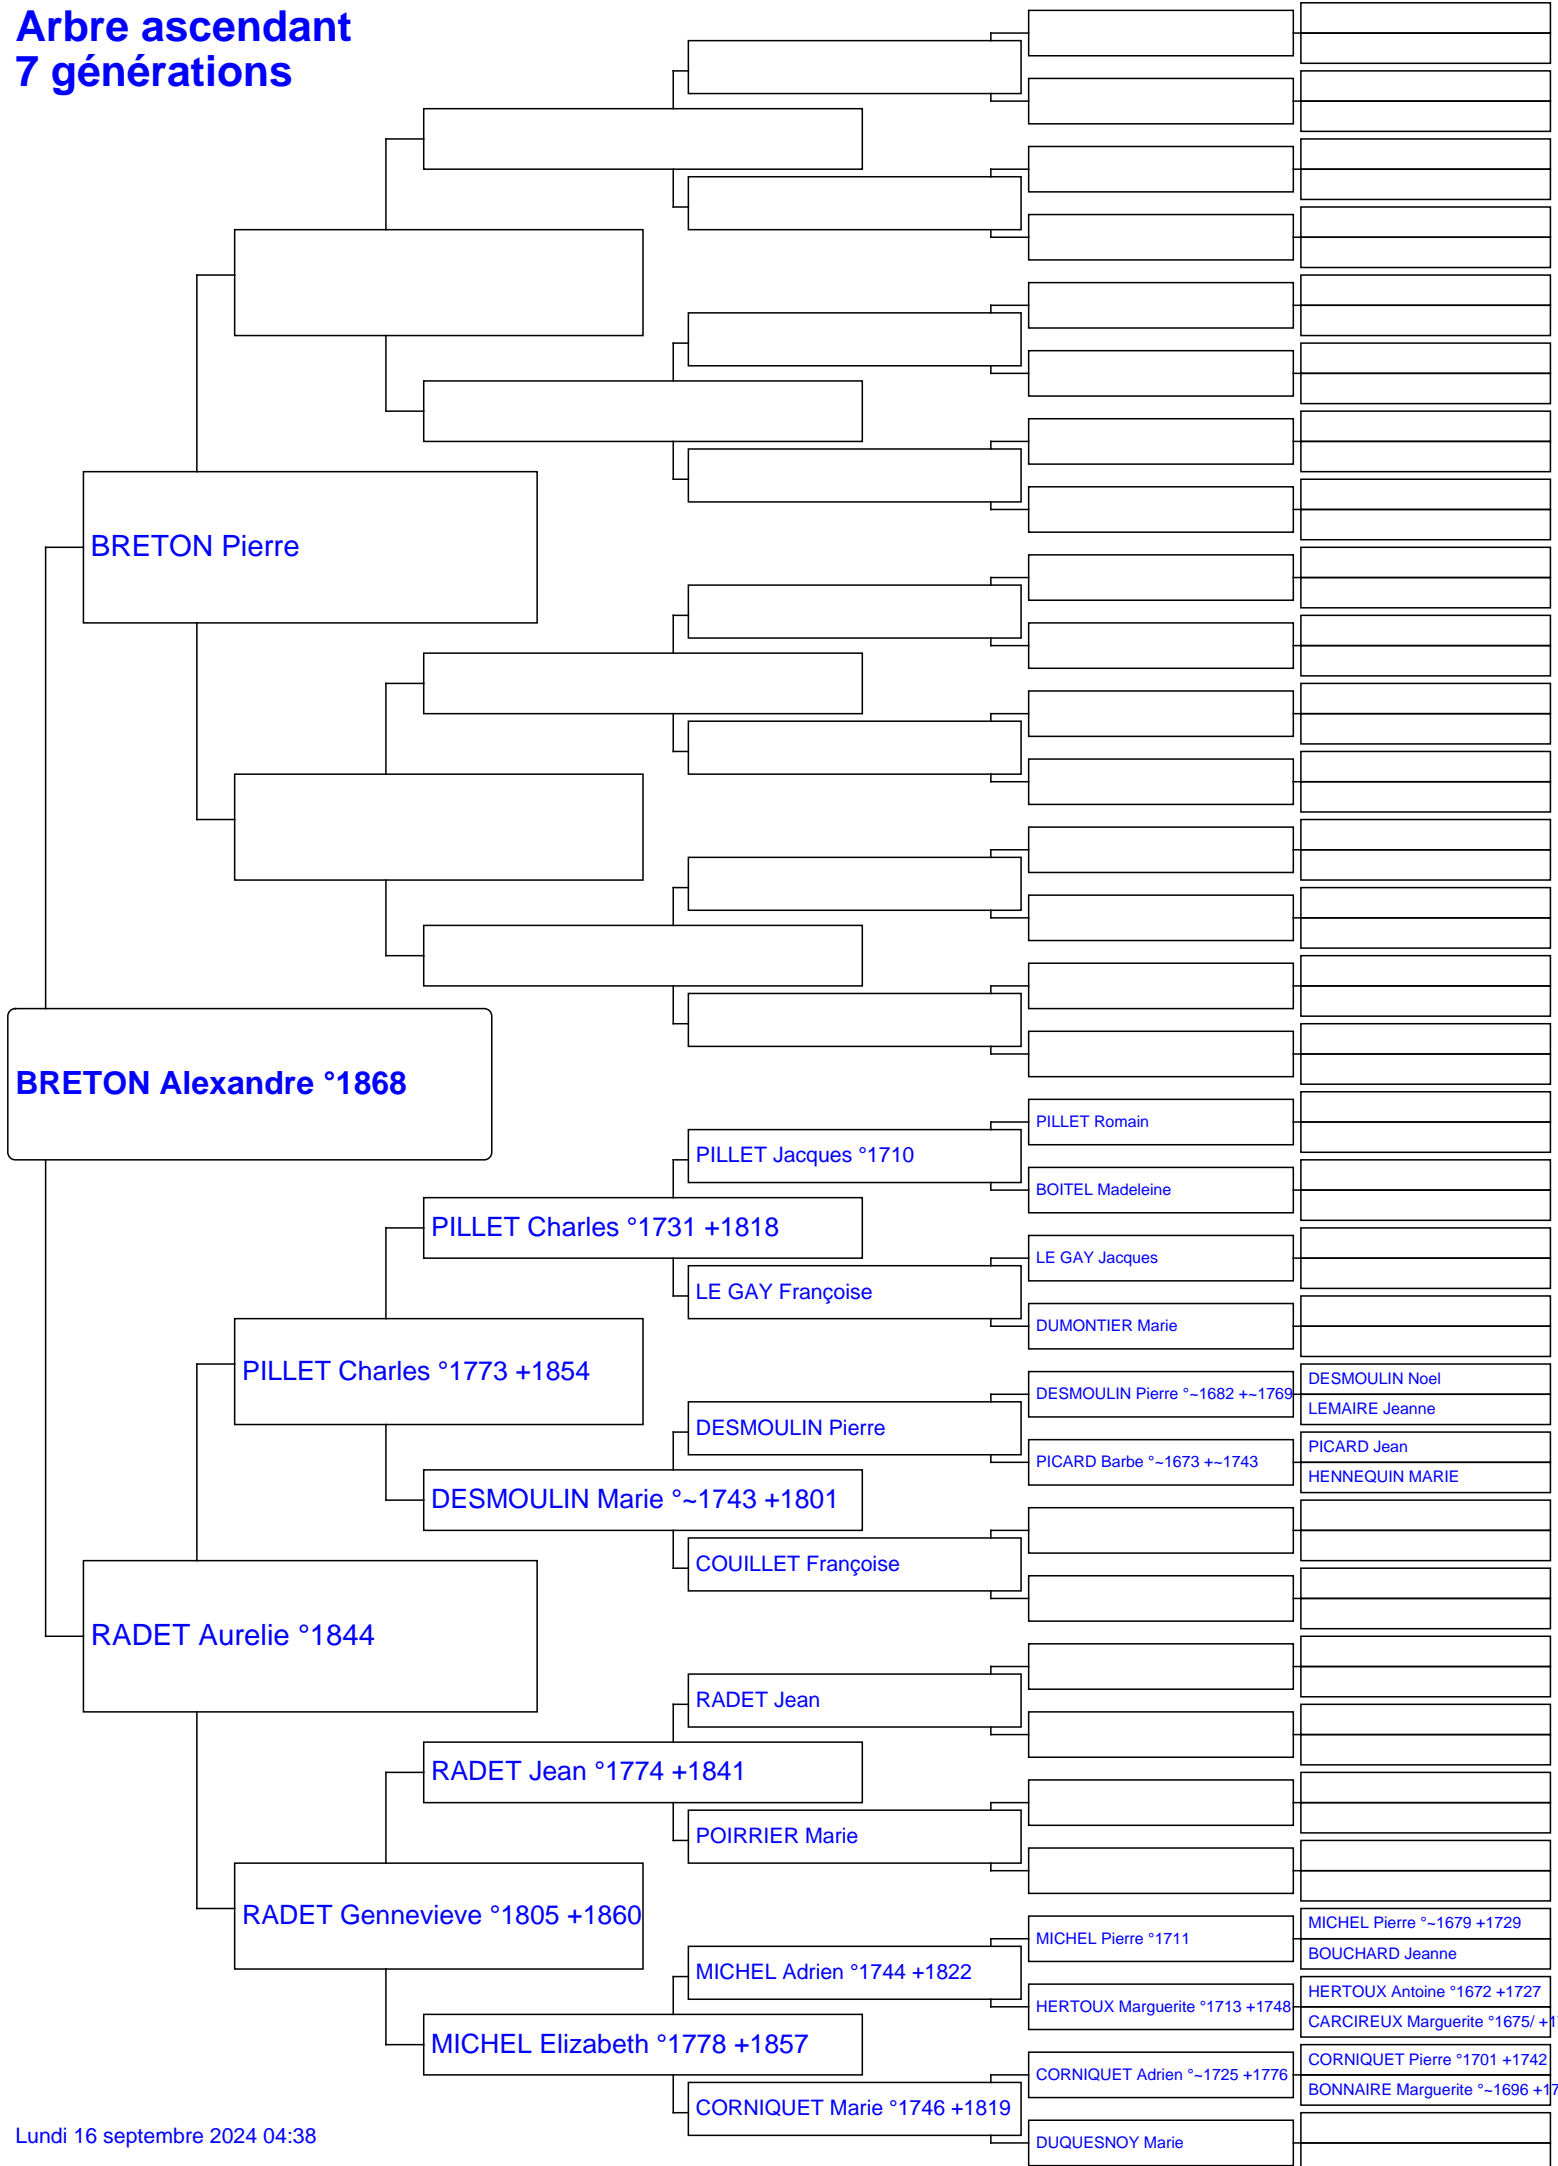 Arbre ascendant
7 générations
BRETON Pierre
BRETON Alexandre °1868
PILLET Romain
PILLET Jacques °1710
BOITEL Madeleine
PILLET Charles °1731 +1818
LE GAY Jacques
LE GAY Françoise
DUMONTIER Marie
PILLET Charles °1773 +1854
DESMOULIN Noel
DESMOULIN Pierre °~1682 +~1769
LEMAIRE Jeanne
DESMOULIN Pierre
PICARD Jean
PICARD Barbe °~1673 +~1743
HENNEQUIN MARIE
DESMOULIN Marie °~1743 +1801
COUILLET Françoise
RADET Aurelie °1844
RADET Jean
RADET Jean °1774 +1841
POIRRIER Marie
RADET Gennevieve °1805 +1860
MICHEL Pierre °~1679 +1729
MICHEL Pierre °1711
BOUCHARD Jeanne
MICHEL Adrien °1744 +1822
HERTOUX Antoine °1672 +1727
HERTOUX Marguerite °1713 +1748
CARCIREUX Marguerite °1675/
MICHEL Elizabeth °1778 +1857
CORNIQUET Pierre °1701 +1742
CORNIQUET Adrien °~1725 +1776
BONNAIRE Marguerite °~1696
CORNIQUET Marie °1746 +1819
DUQUESNOY Marie
Lundi 16 septembre 2024 04:38